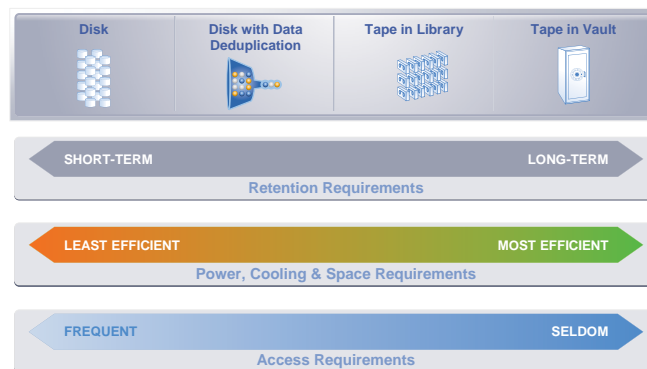 Disk
Disk with Data
Deduplication
Tape in Library
Tape in Vault
SHORT-TERM
LONG-TERM
Retention Requirements
LEAST EFFICIENT
MOST EFFICIENT
Power, Cooling & Space Requirements
FREQUENT
SELDOM
Access Requirements